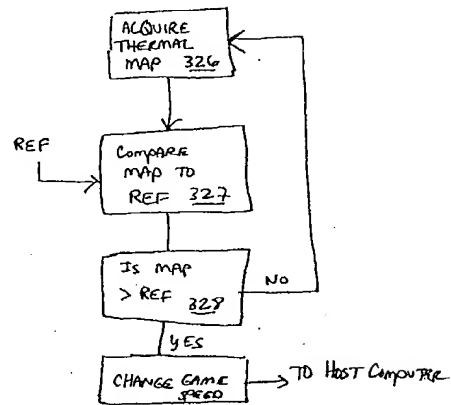 ACQUIRE
THERMAL
MAP 326
REF
COMPARE
MAP TO
REF 327
IS MAP
> REF 328
NO
YES
CHANGE GAME
SPEED
TO HOST COMPUTER